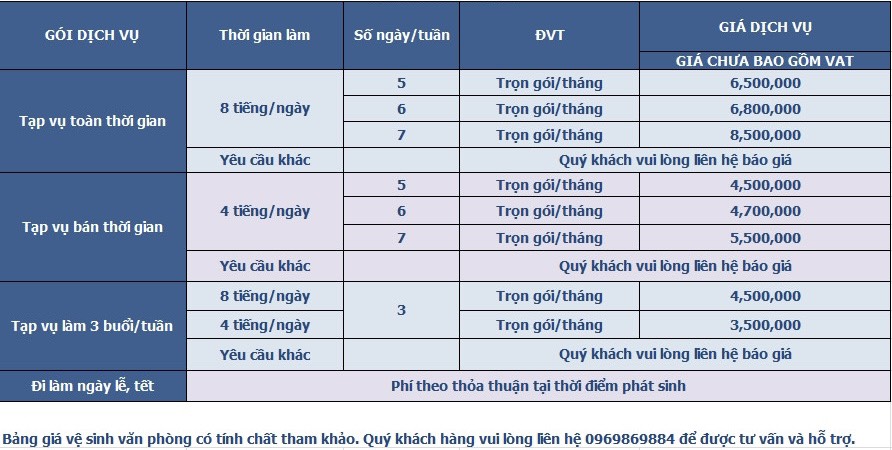 GÓI DỊCH VỤ Thời gian làm Số ngày/tuần ĐVT GIÁ DỊCH VỤ
GIÁ CHƯA BAO GỒM VAT
Tạp vụ toàn thời gian
8 tiếng/ngày
5 Trọn gói/tháng 6,500,000
6 Trọn gói/tháng 6,800,000
7 Trọn gói/tháng 8,500,000
Yêu cầu khác Quý khách vui lòng liên hệ báo giá
Tạp vụ bán thời gian
4 tiếng/ngày
5 Trọn gói/tháng 4,500,000
6 Trọn gói/tháng 4,700,000
7 Trọn gói/tháng 5,500,000
Yêu cầu khác Quý khách vui lòng liên hệ báo giá
Tạp vụ làm 3 buổi/tuần
8 tiếng/ngày 3 Trọn gói/tháng 4,500,000
4 tiếng/ngày Trọn gói/tháng 3,500,000
Yêu cầu khác Quý khách vui lòng liên hệ báo giá
Đi làm ngày lễ, tết Phí theo thỏa thuận tại thời điểm phát sinh
Bảng giá vệ sinh văn phòng có tính chất tham khảo. Quý khách hàng vui lòng liên hệ 0969869884 để được tư vấn và hỗ trợ.